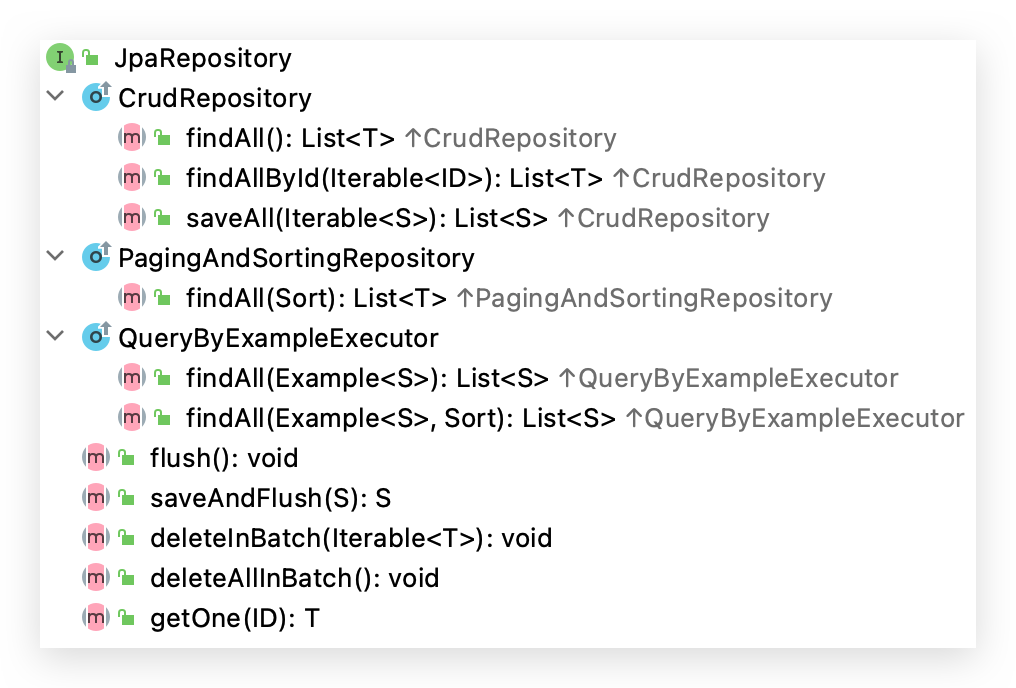 I JpaRepository
o CrudRepository
m findAll(): List<T> ↑CrudRepository
m findAllById(Iterable<ID>): List<T> ↑CrudRepository
m saveAll(Iterable<S>): List<S> ↑CrudRepository
o PagingAndSortingRepository
m findAll(Sort): List<T> ↑PagingAndSortingRepository
o QueryByExampleExecutor
m findAll(Example<S>): List<S> ↑QueryByExampleExecutor
m findAll(Example<S>, Sort): List<S> ↑QueryByExampleExecutor
m flush(): void
m saveAndFlush(S): S
m deleteInBatch(Iterable<T>): void
m deleteAllInBatch(): void
m getOne(ID): T